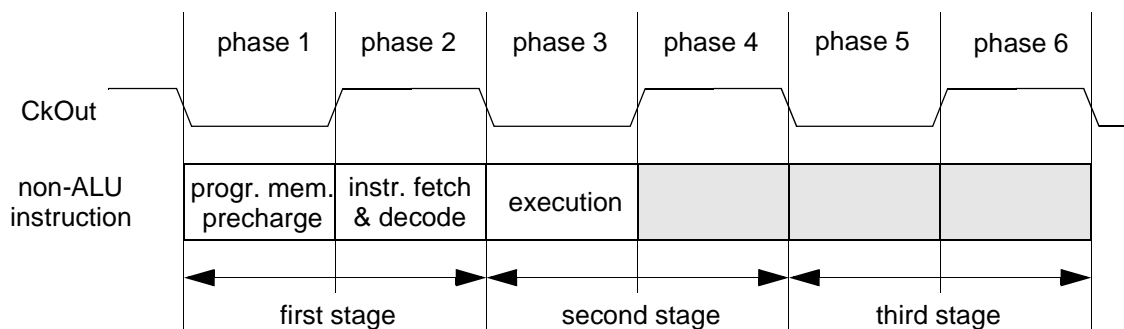 phase 1 phase 2 phase 3 phase 4 phase 5 phase 6
CkOut
non-ALU
instruction
progr. mem.
precharge
instr. fetch
& decode
execution
first stage second stage third stage